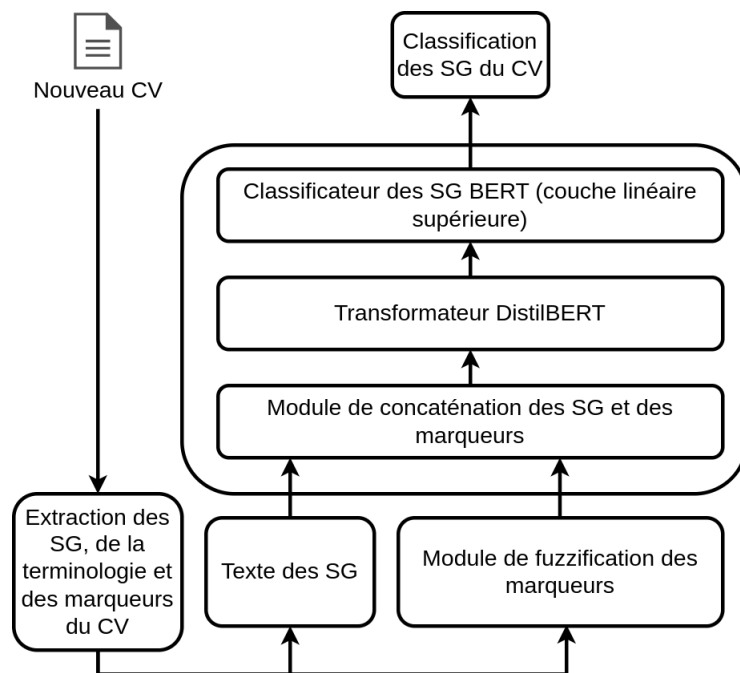 Nouveau CV
Classification
des SG du CV
Classificateur des SG BERT (couche linéaire
supérieure)
Transformateur DistilBERT
Module de concaténation des SG et des
marqueurs
Extraction des
SG, de la
terminologie et
des marqueurs
du CV
Texte des SG
Module de fuzzification des
marqueurs